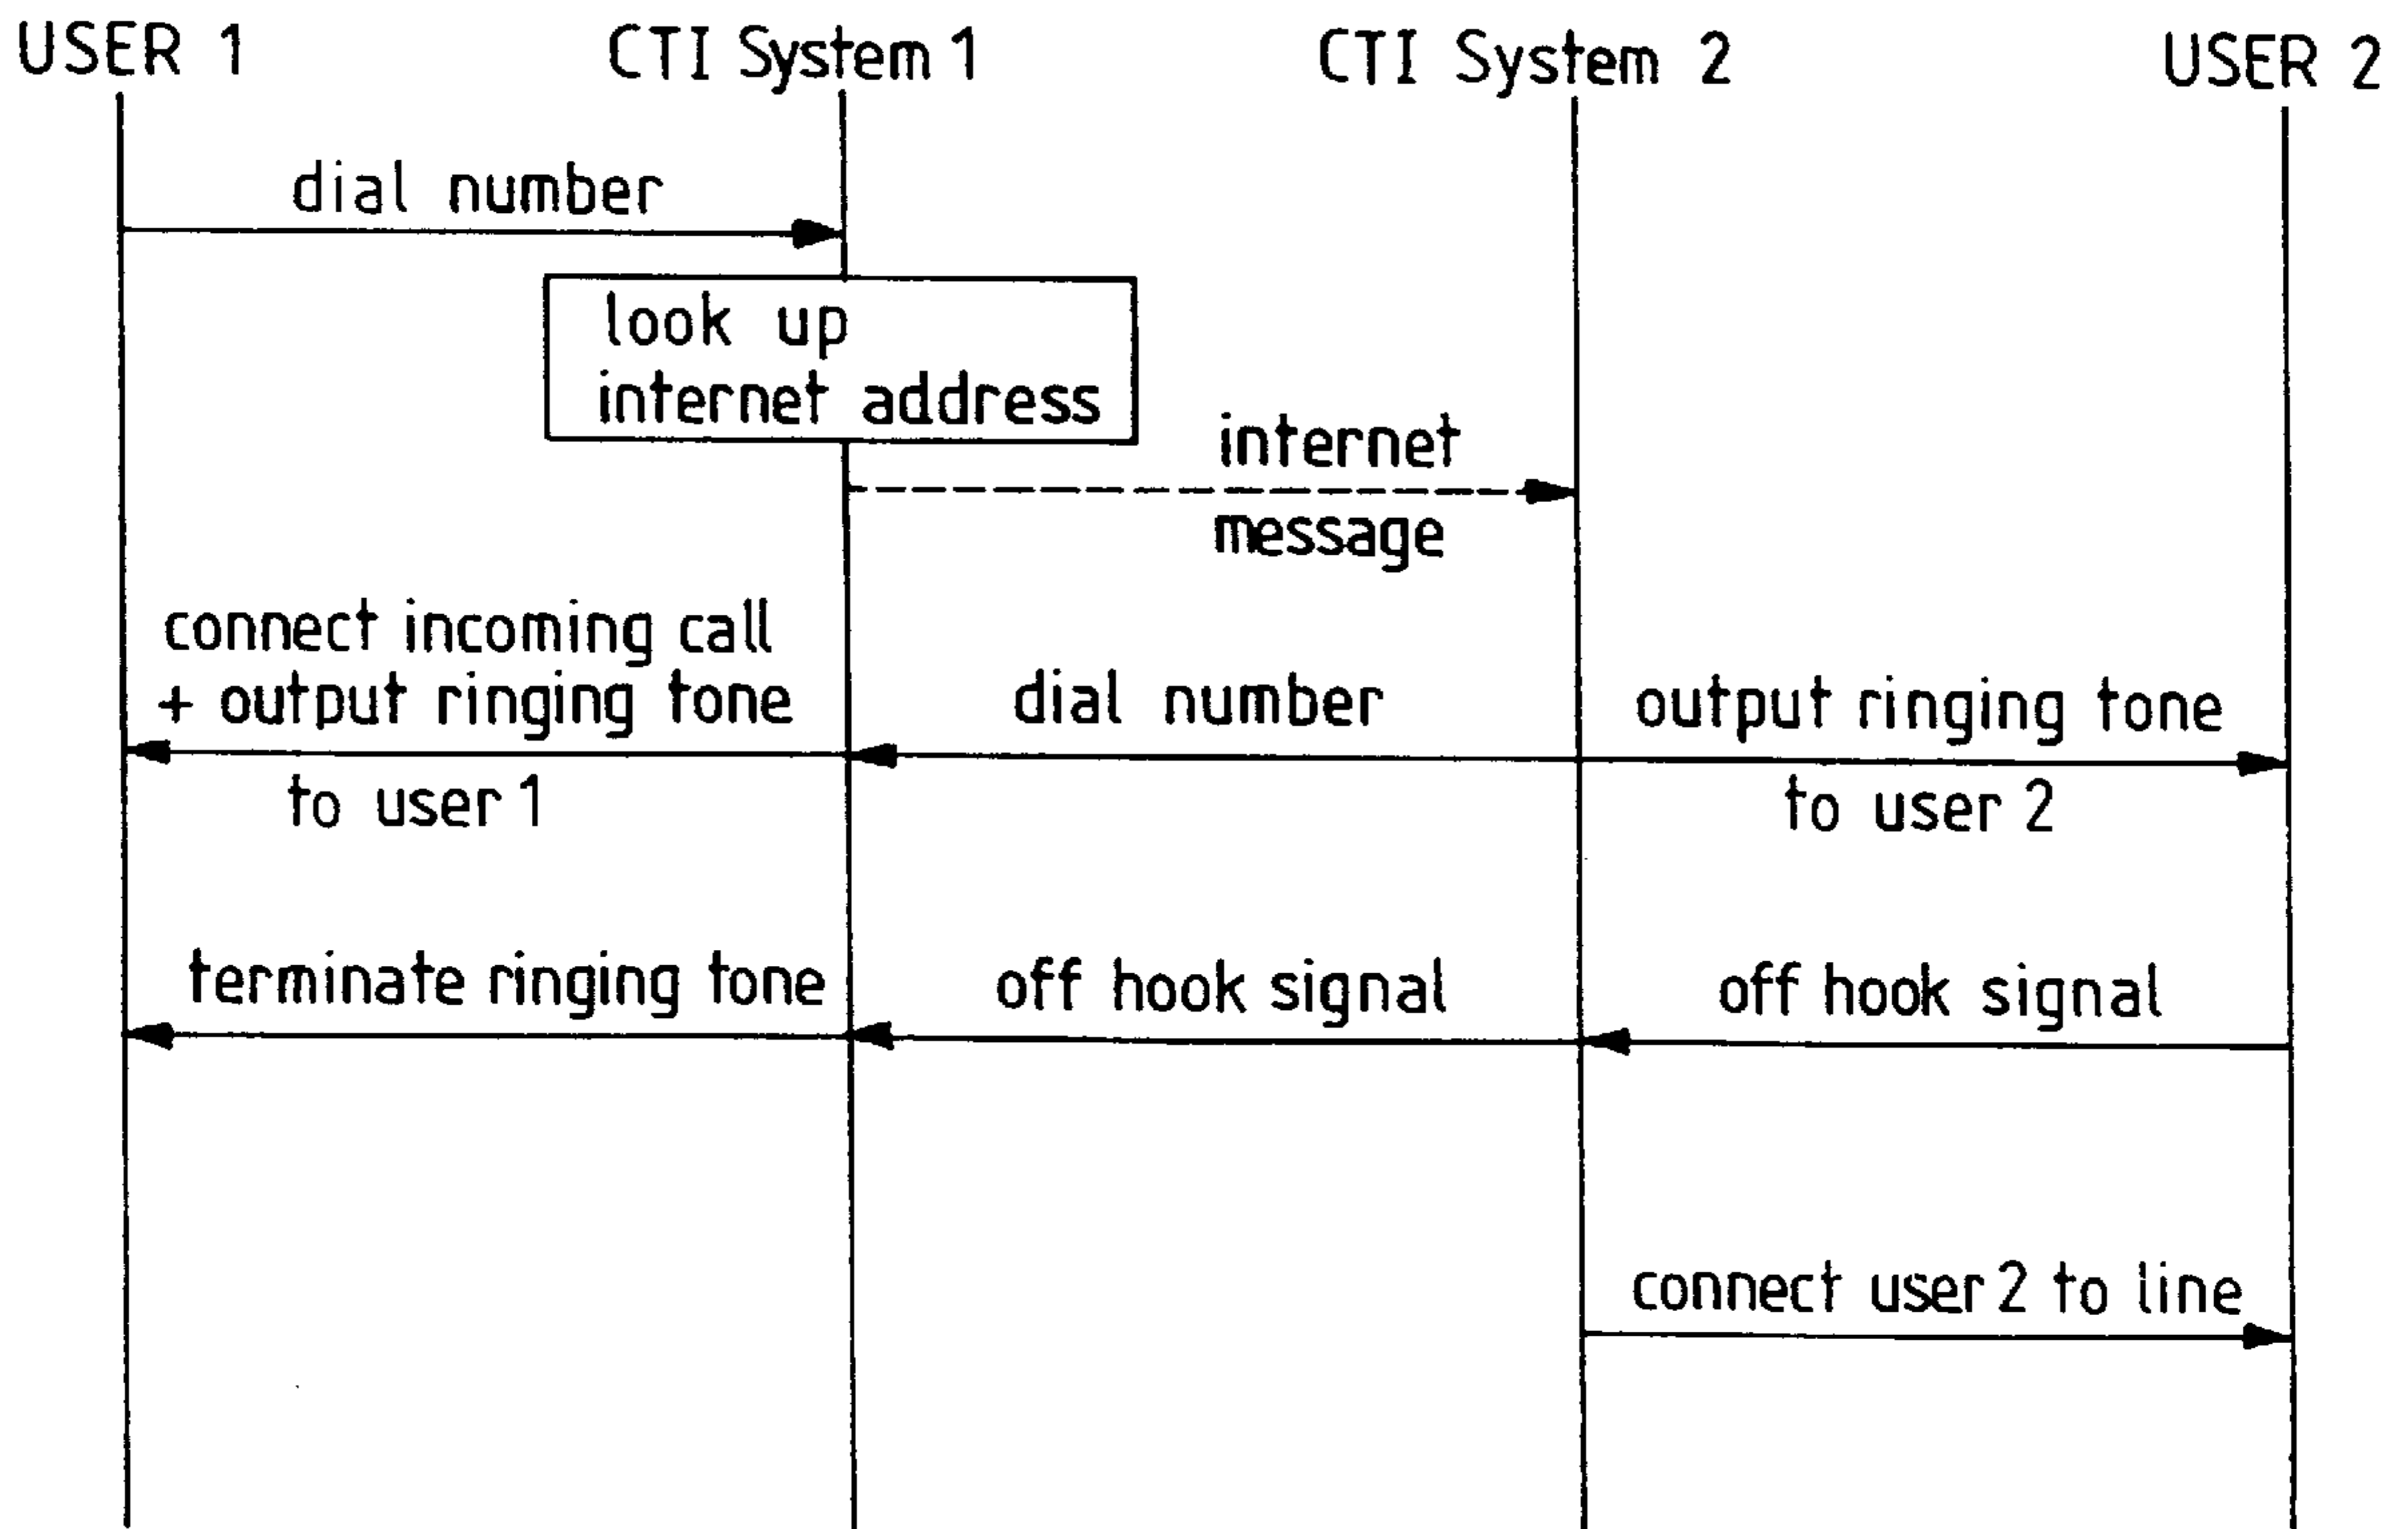 USER 1
CTI System 1
CTI System 2
USER 2
dial number
look up
internet address
internet
message
connect incoming call
+ output ringing tone
to user 1
dial number
output ringing tone
to user 2
terminate ringing tone
off hook signal
off hook signal
connect user 2 to line